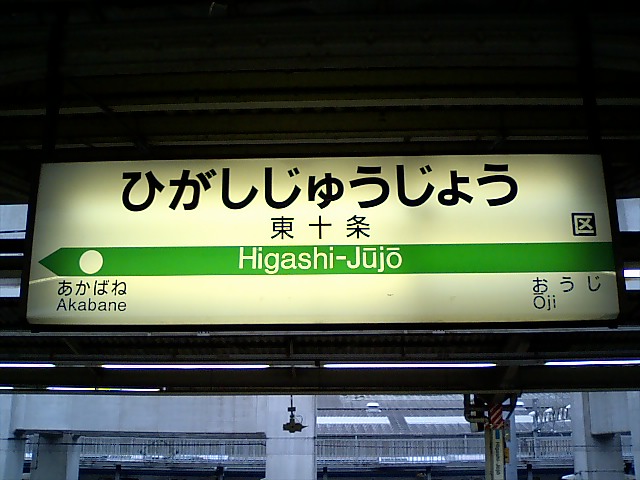 ひがしじゅうじょう
東十条
区
Higashi-Jūjō
あかばね
Akabane
おうじ
Ōji